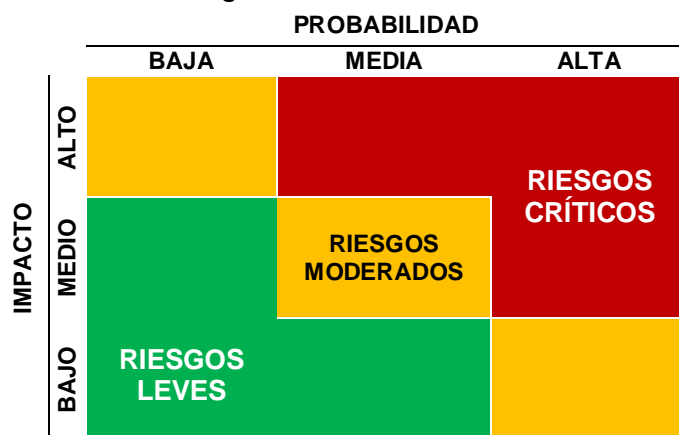 PROBABILIDAD
BAJA MEDIA ALTA
IMPACTO
ALTO
RIESGOS
CRÍTICOS
MEDIO
RIESGOS
MODERADOS
BAJO
RIESGOS
LEVES